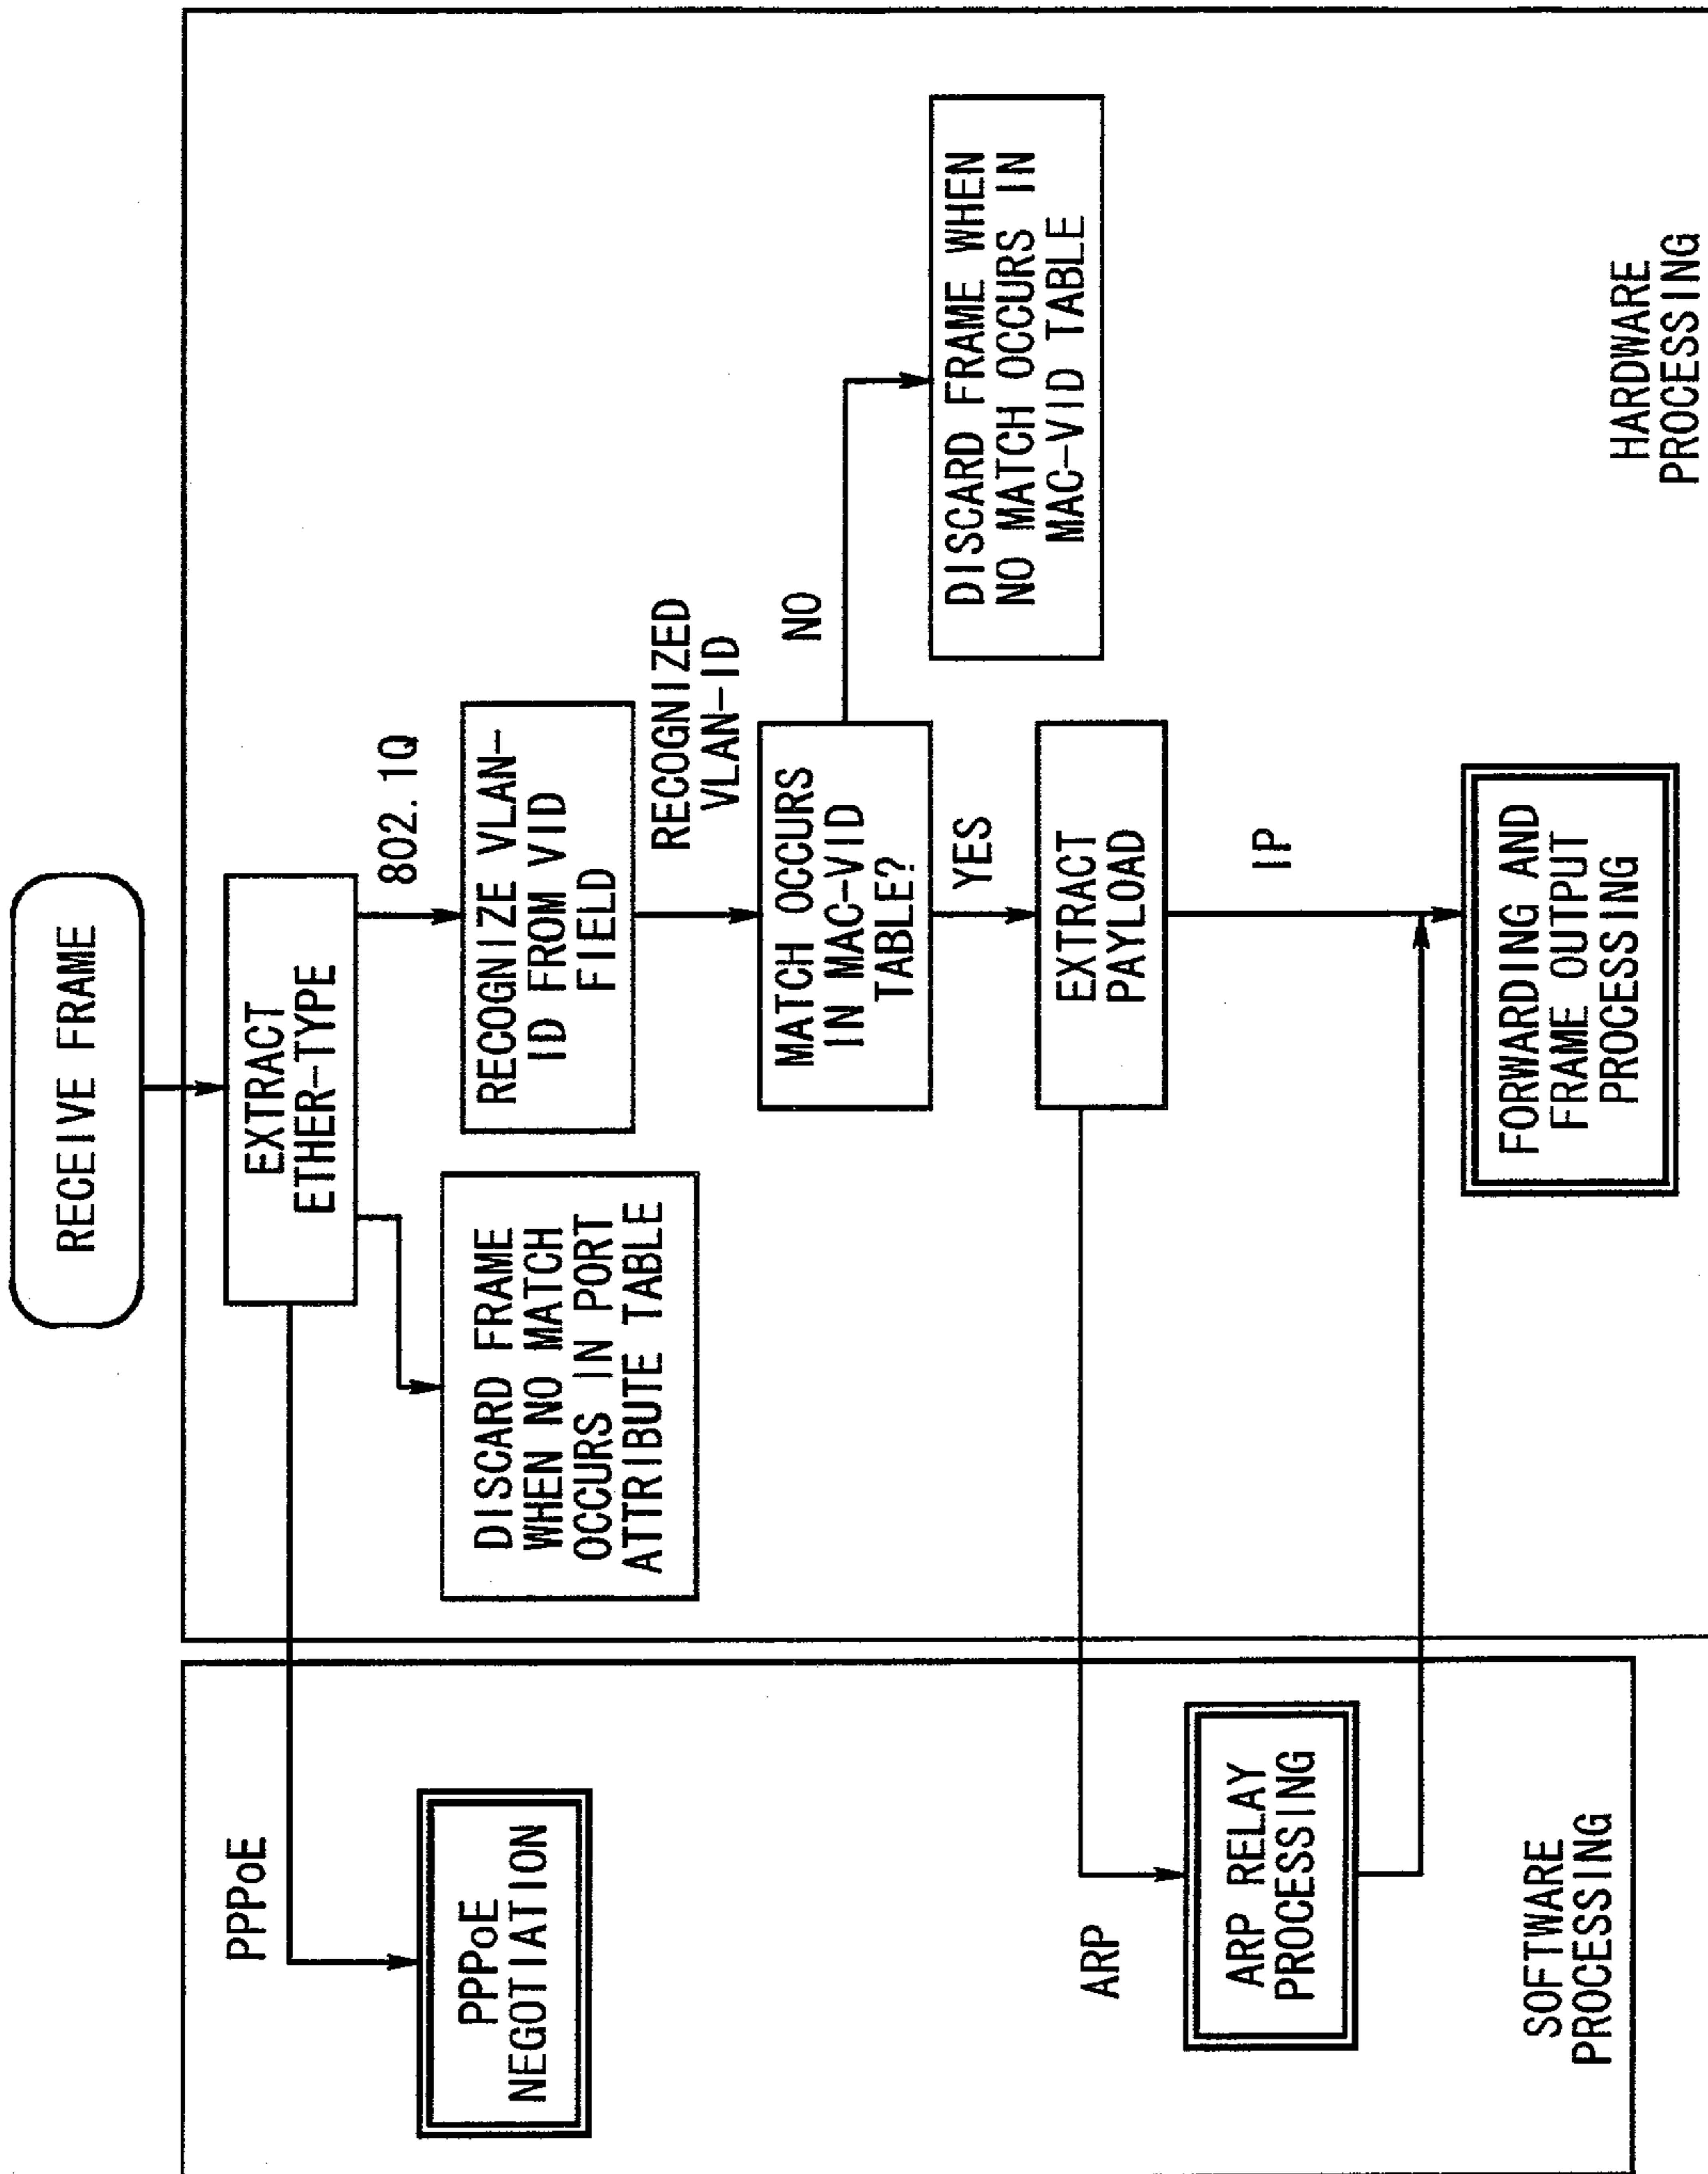 RECEIVE FRAME
EXTRACT
ETHER-TYPE
PPPoE
802.1Q
PPPoE
NEGOTIATION
DISCARD FRAME
WHEN NO MATCH
OCCURS IN PORT
ATTRIBUTE TABLE
RECOGNIZE VLAN-
ID FROM VID
FIELD
RECOGNIZED
VLAN-ID
MATCH OCCURS
IN MAC-VID
TABLE?
NO
DISCARD FRAME WHEN
NO MATCH OCCURS IN
MAC-VID TABLE
YES
EXTRACT
PAYLOAD
ARP
IP
ARP RELAY
PROCESSING
FORWARDING AND
FRAME OUTPUT
PROCESSING
SOFTWARE
PROCESSING
HARDWARE
PROCESSING